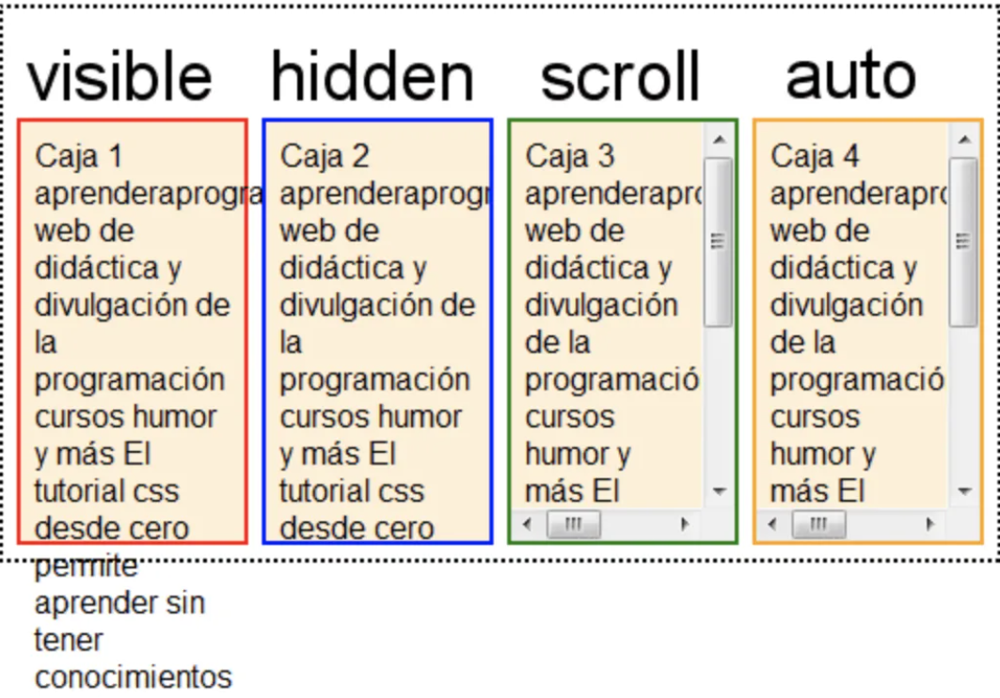 visible
hidden
scroll
auto
Caja 1
aprenderaprogra
web de
didáctica y
divulgación de
la
programación
cursos humor
y más El
tutorial css
desde cero
permite
aprender sin
tener
conocimientos
Caja 2
aprenderaprogr
web de
didáctica y
divulgación de
la
programación
cursos humor
y más El
tutorial css
desde cero
Caja 3
aprenderapro
web de
didáctica y
divulgación
de la
programació
cursos
humor y
más El
Caja 4
aprenderapro
web de
didáctica y
divulgación
de la
programació
cursos
humor y
más El